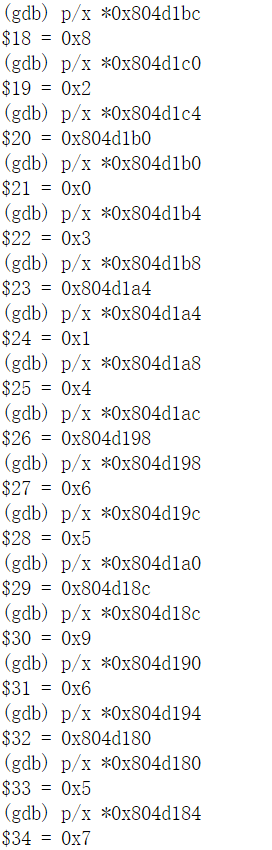 (gdb) p/x *0x804d1bc
$18 = 0x8
(gdb) p/x *0x804d1c0
$19 = 0x2
(gdb) p/x *0x804d1c4
$20 = 0x804d1b0
(gdb) p/x *0x804d1b0
$21 = 0x0
(gdb) p/x *0x804d1b4
$22 = 0x3
(gdb) p/x *0x804d1b8
$23 = 0x804d1a4
(gdb) p/x *0x804d1a4
$24 = 0x1
(gdb) p/x *0x804d1a8
$25 = 0x4
(gdb) p/x *0x804d1ac
$26 = 0x804d198
(gdb) p/x *0x804d198
$27 = 0x6
(gdb) p/x *0x804d19c
$28 = 0x5
(gdb) p/x *0x804d1a0
$29 = 0x804d18c
(gdb) p/x *0x804d18c
$30 = 0x9
(gdb) p/x *0x804d190
$31 = 0x6
(gdb) p/x *0x804d194
$32 = 0x804d180
(gdb) p/x *0x804d180
$33 = 0x5
(gdb) p/x *0x804d184
$34 = 0x7